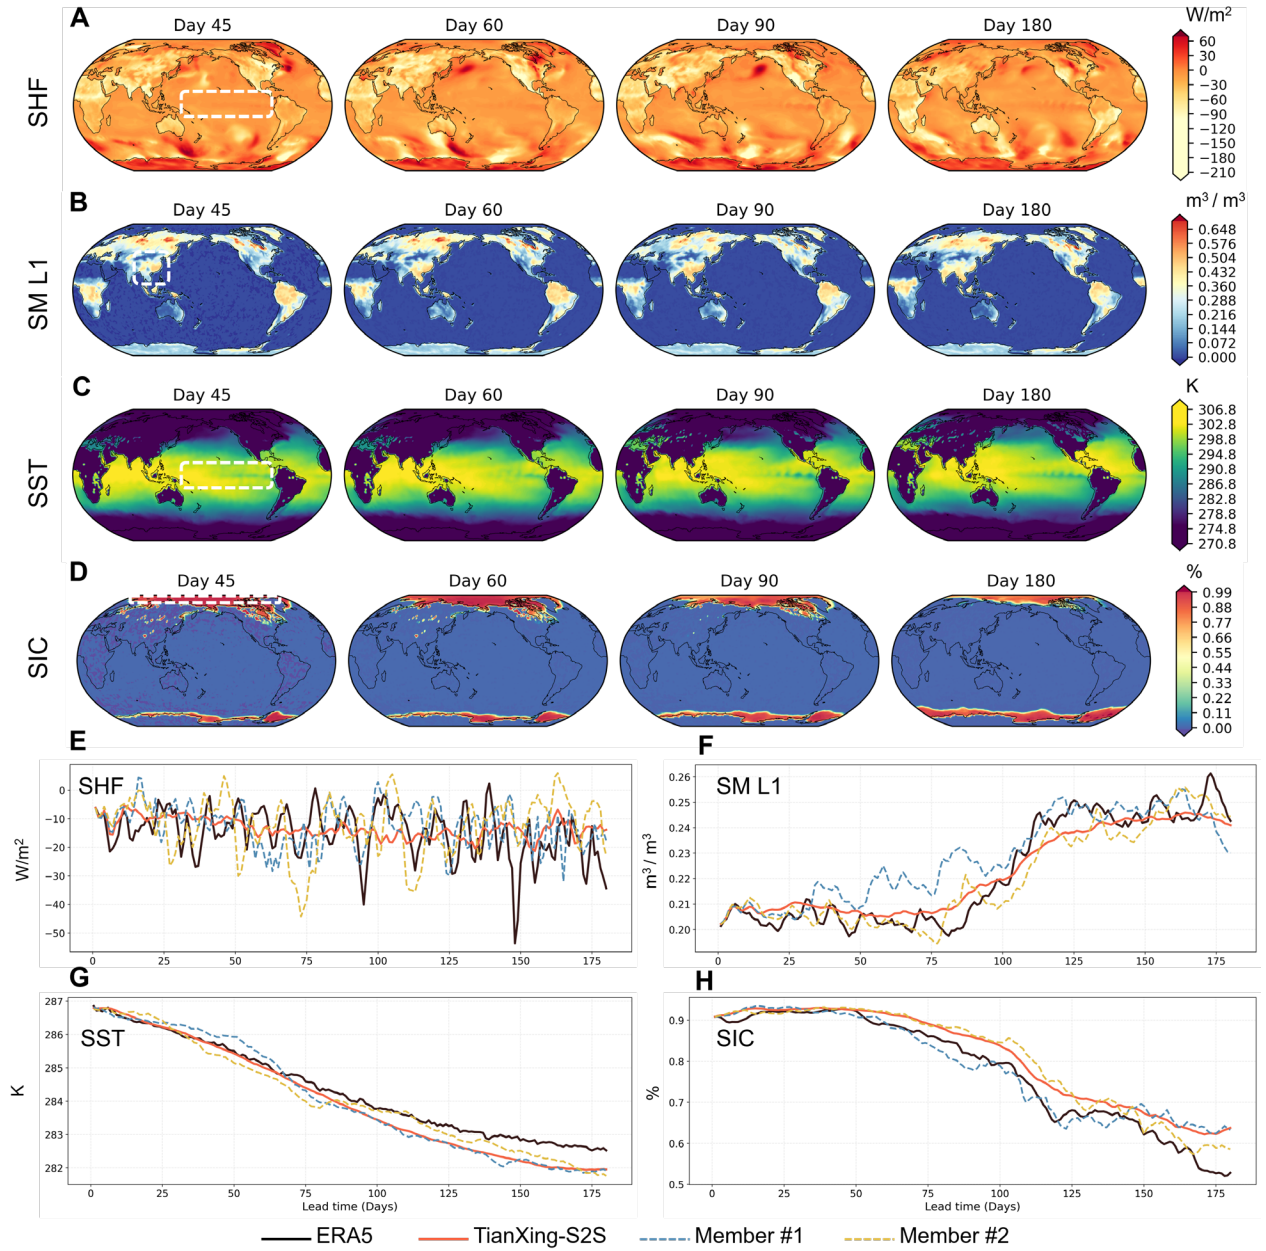 A
Day 45 Day 60 Day 90 Day 180
W/m²
SHF
60
30
0
−30
−60
−90
−120
−150
−180
−210
B
Day 45 Day 60 Day 90 Day 180
m³ / m³
SM L1
0.648
0.576
0.504
0.432
0.360
0.288
0.216
0.144
0.072
0.000
C
Day 45 Day 60 Day 90 Day 180
K
SST
306.8
302.8
298.8
294.8
290.8
286.8
282.8
278.8
274.8
270.8
D
Day 45 Day 60 Day 90 Day 180
%
SIC
0.99
0.88
0.77
0.66
0.55
0.44
0.33
0.22
0.11
0.00
E
SHF
W/m²
0
−10
−20
−30
−40
−50
0 25 50 75 100 125 150 175
F
SM L1
m³ / m³
0.26
0.25
0.24
0.23
0.22
0.21
0.20
0 25 50 75 100 125 150 175
G
SST
K
287
286
285
284
283
282
0 25 50 75 100 125 150 175
Lead time (Days)
H
SIC
%
0.9
0.8
0.7
0.6
0.5
0 25 50 75 100 125 150 175
Lead time (Days)
ERA5 TianXing-S2S Member #1 Member #2